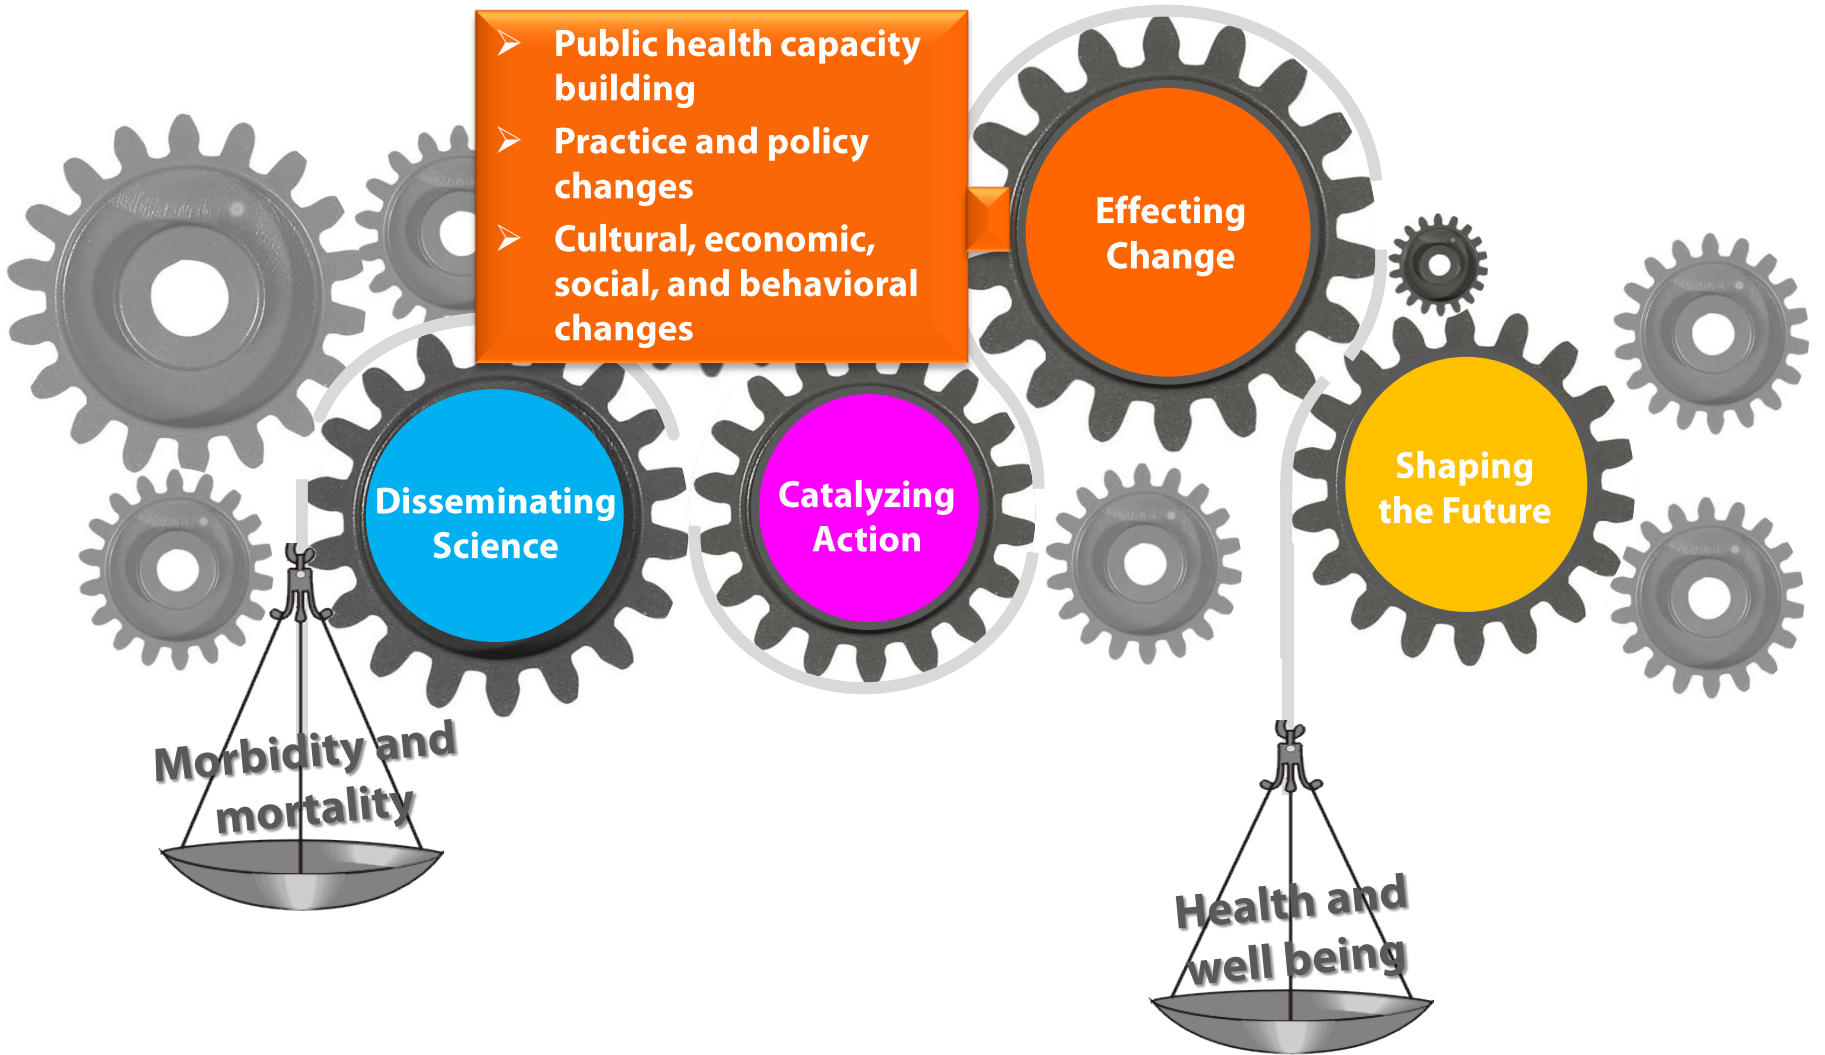 Public health capacity
building
Practice and policy
changes
Cultural, economic,
social, and behavioral
changes
Effecting
Change
Disseminating
Science
Catalyzing
Action
Shaping
the Future
Morbidity and
mortality
Health and
well being